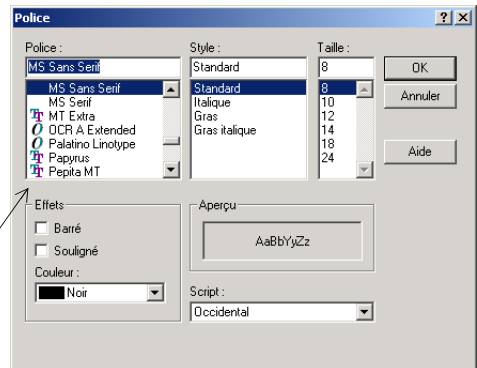 Police
Police :
Style :
Taille :
MS Sans Serif
Standard
8
OK
MS Sans Serif
MS Serif
MT Extra
OCR A Extended
Palatino Linotype
Papyrus
Pepita MT
Standard
Italique
Gras
Gras italique
8
10
12
14
18
24
Annuler
Aide
Effets
Barré
Souligné
Couleur :
Noir
Aperçu
AaBbYyZz
Script :
Occidental